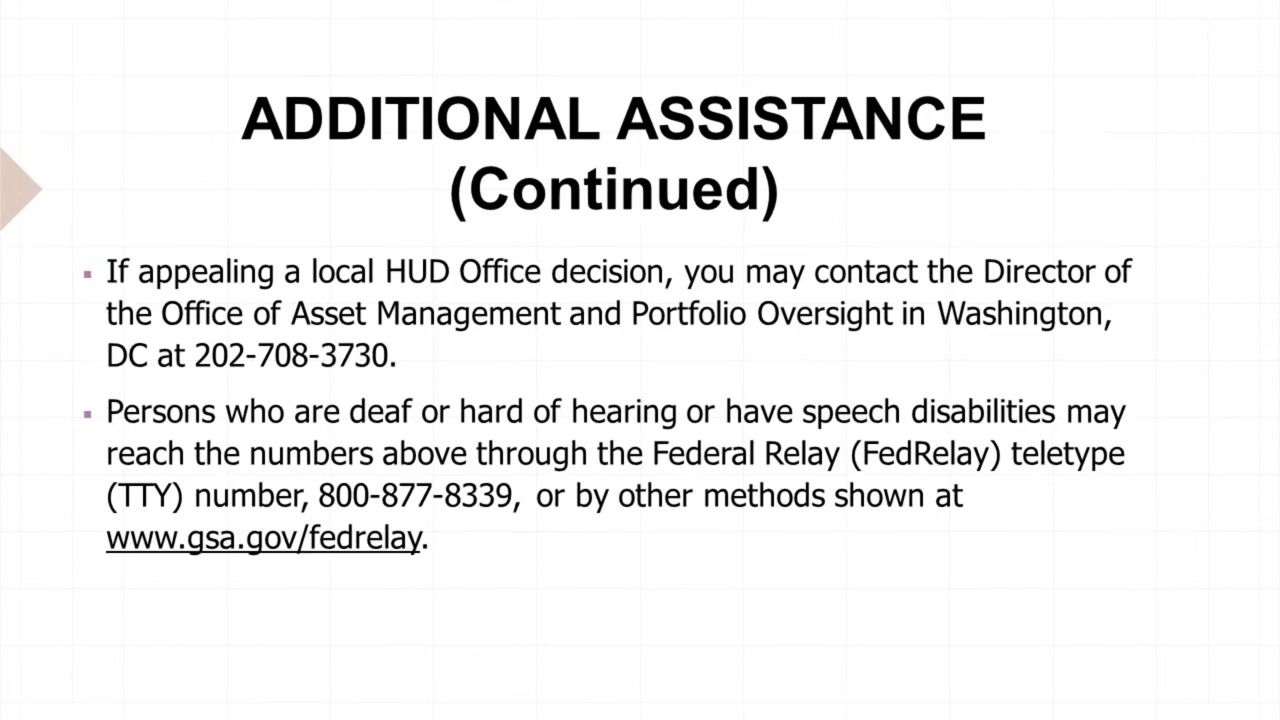 ADDITIONAL ASSISTANCE
(Continued)
▪ If appealing a local HUD Office decision, you may contact the Director of
the Office of Asset Management and Portfolio Oversight in Washington,
DC at 202-708-3730.
▪ Persons who are deaf or hard of hearing or have speech disabilities may
reach the numbers above through the Federal Relay (FedRelay) teletype
(TTY) number, 800-877-8339, or by other methods shown at
www.gsa.gov/fedrelay.